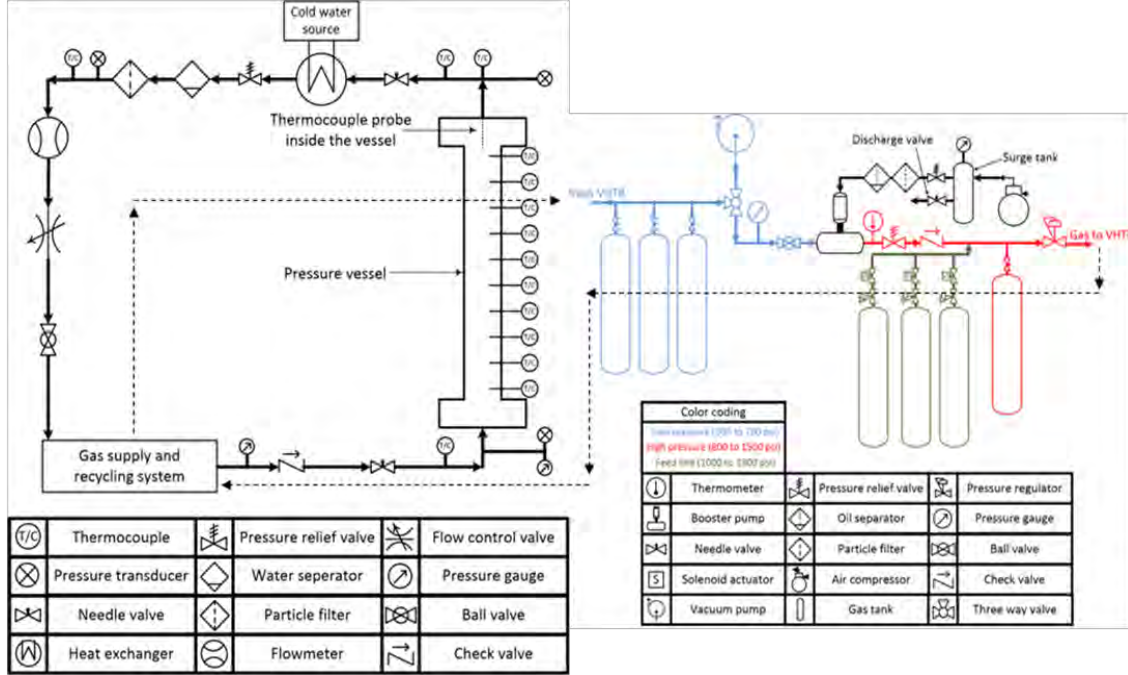 Cold water
source
T/C
T/C
T/C
Thermocouple probe
inside the vessel
T/C
T/C
T/C
T/C
T/C
T/C
T/C
T/C
T/C
T/C
Pressure vessel
Gas supply and
recycling system
T/C
T/C
Thermocouple
Pressure relief valve
Flow control valve
Pressure transducer
Water seperator
Pressure gauge
Needle valve
Particle filter
Ball valve
Heat exchanger
Flowmeter
Check valve
Discharge valve
Surge tank
VHTR
Gas to VHT
S
S
S
Color coding
High pressure (800 to 1500 psi)
Thermometer
Pressure relief valve
Pressure regulator
Booster pump
Oil separator
Pressure gauge
Needle valve
Particle filter
Ball valve
S
Solenoid actuator
Air compressor
Check valve
Vacuum pump
Gas tank
Three way valve